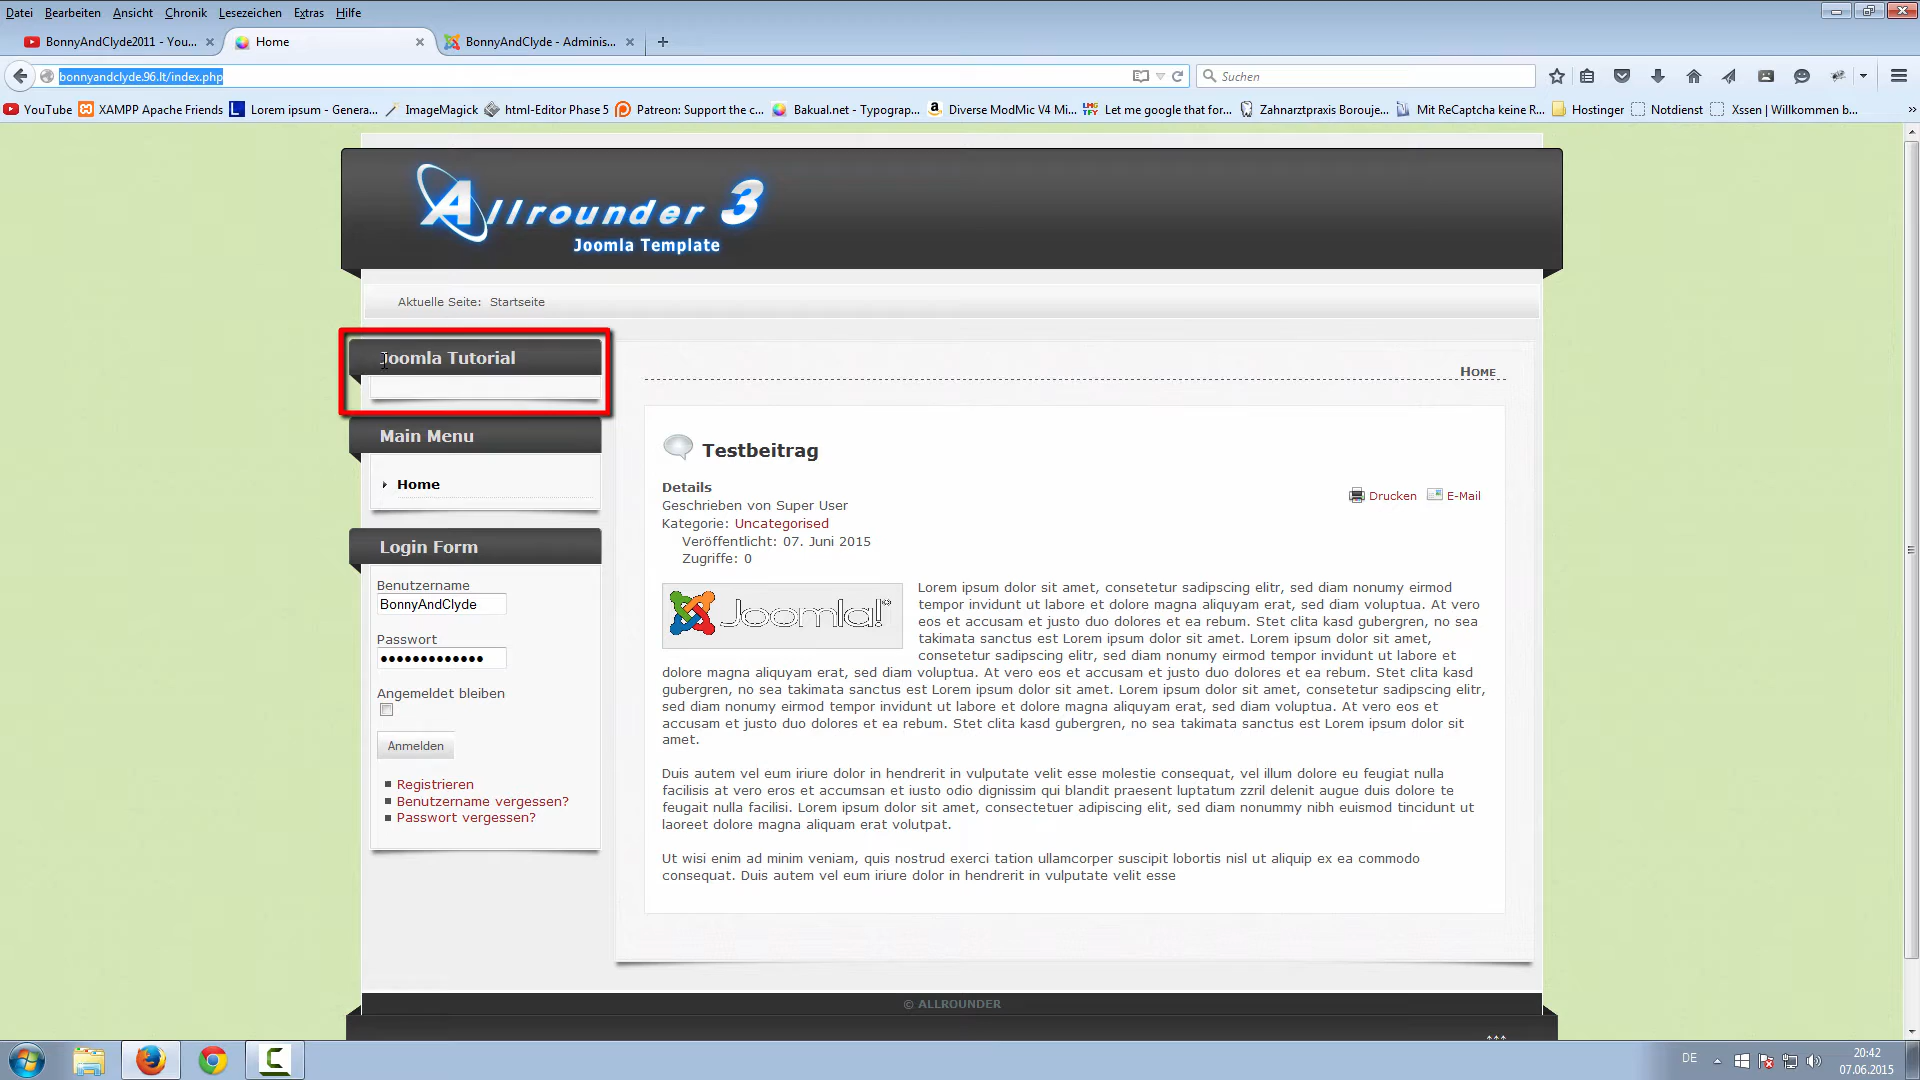 Datei Bearbeiten Ansicht Chronik Lesezeichen Extras Hilfe
BonnyAndClyde2011 - You... Home BonnyAndClyde - Adminis...
bonnyandclyde.96.lt/index.php Suchen
YouTube XAMPP Apache Friends Lorem ipsum - Genera... ImageMagick html-Editor Phase 5 Patreon: Support the c... Bakual.net - Typograp... Diverse ModMic V4 Mi... Let me google that for... Zahnarztpraxis Borouje... Mit ReCaptcha keine R... Hostinger Notdienst Xssen | Willkommen b...
Allrounder 3
Joomla Template
Aktuelle Seite: Startseite
Joomla Tutorial
Main Menu
Home
Login Form
Benutzername
BonnyAndClyde
Passwort
•••••••••••••
Angemeldet bleiben
Anmelden
Registrieren
Benutzername vergessen?
Passwort vergessen?
Home
Testbeitrag
Details
Geschrieben von Super User
Kategorie: Uncategorised
Veröffentlicht: 07. Juni 2015
Zugriffe: 0
Drucken E-Mail
Joomla!®
Lorem ipsum dolor sit amet, consetetur sadipscing elitr, sed diam nonumy eirmod
tempor invidunt ut labore et dolore magna aliquyam erat, sed diam voluptua. At vero
eos et accusam et justo duo dolores et ea rebum. Stet clita kasd gubergren, no sea
takimata sanctus est Lorem ipsum dolor sit amet. Lorem ipsum dolor sit amet,
consetetur sadipscing elitr, sed diam nonumy eirmod tempor invidunt ut labore et
dolore magna aliquyam erat, sed diam voluptua. At vero eos et accusam et justo duo dolores et ea rebum. Stet clita kasd
gubergren, no sea takimata sanctus est Lorem ipsum dolor sit amet. Lorem ipsum dolor sit amet, consetetur sadipscing elitr,
sed diam nonumy eirmod tempor invidunt ut labore et dolore magna aliquyam erat, sed diam voluptua. At vero eos et
accusam et justo duo dolores et ea rebum. Stet clita kasd gubergren, no sea takimata sanctus est Lorem ipsum dolor sit
amet.
Duis autem vel eum iriure dolor in hendrerit in vulputate velit esse molestie consequat, vel illum dolore eu feugiat nulla
facilisis at vero eros et accumsan et iusto odio dignissim qui blandit praesent luptatum zzril delenit augue duis dolore te
feugait nulla facilisi. Lorem ipsum dolor sit amet, consectetuer adipiscing elit, sed diam nonummy nibh euismod tincidunt ut
laoreet dolore magna aliquam erat volutpat.
Ut wisi enim ad minim veniam, quis nostrud exerci tation ullamcorper suscipit lobortis nisl ut aliquip ex ea commodo
consequat. Duis autem vel eum iriure dolor in hendrerit in vulputate velit esse
© ALLROUNDER
DE 20:42
07.06.2015